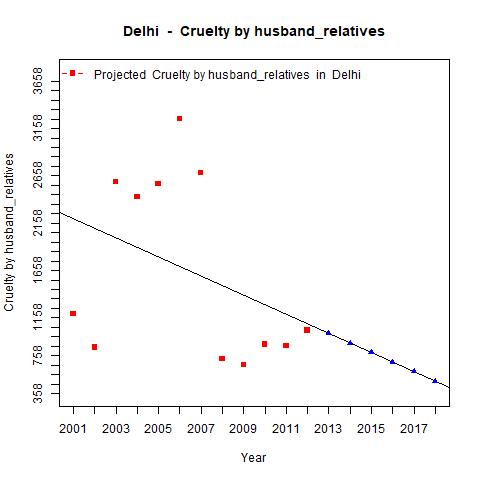 Delhi - Cruelty by husband_relatives
Projected Cruelty by husband_relatives in Delhi
Cruelty by husband_relatives
3658
3158
2658
2158
1658
1158
758
358
2001 2003 2005 2007 2009 2011 2013 2015 2017
Year